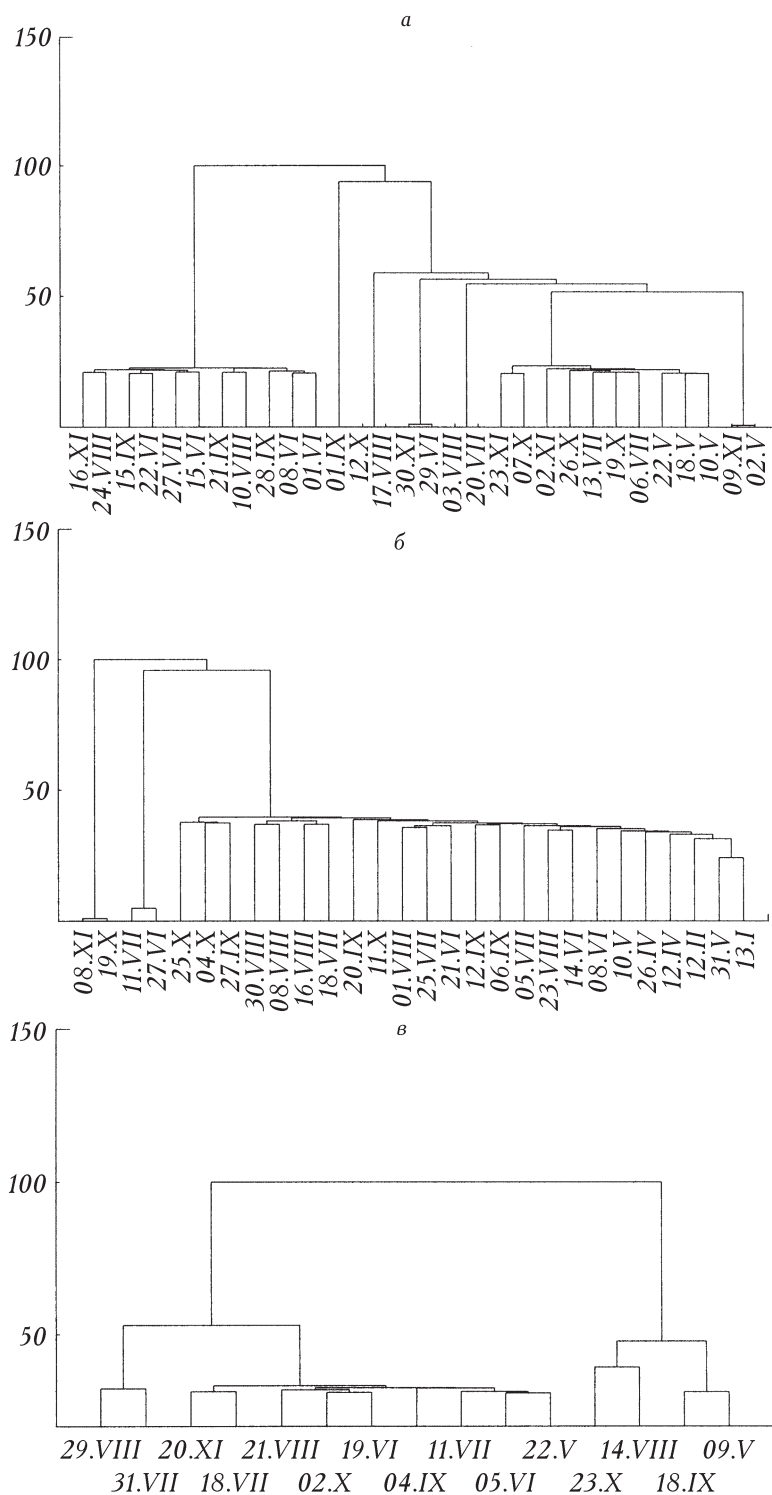 а
150
100
50
16.XI
24.VIII
15.IX
22.VI
27.VII
15.VI
21.IX
10.VIII
28.IX
08.VI
01.VI
01.IX
12.X
17.VIII
30.XI
29.VI
03.VIII
20.VII
23.XI
07.X
02.XI
26.X
13.VII
19.X
06.VII
22.V
18.V
10.V
09.XI
02.V
б
150
100
50
08.XI
19.X
11.VII
27.VI
25.X
04.X
27.IX
30.VIII
08.VIII
16.VIII
18.VII
20.IX
11.X
01.VIII
25.VII
21.VI
12.IX
06.IX
05.VII
23.VIII
14.VI
08.VI
10.V
26.IV
12.IV
12.II
31.V
13.I
в
150
100
50
29.VIII 20.XI 21.VIII 19.VI 11.VII 22.V 14.VIII 09.V
31.VII 18.VII 02.X 04.IX 05.VI 23.X 18.IX